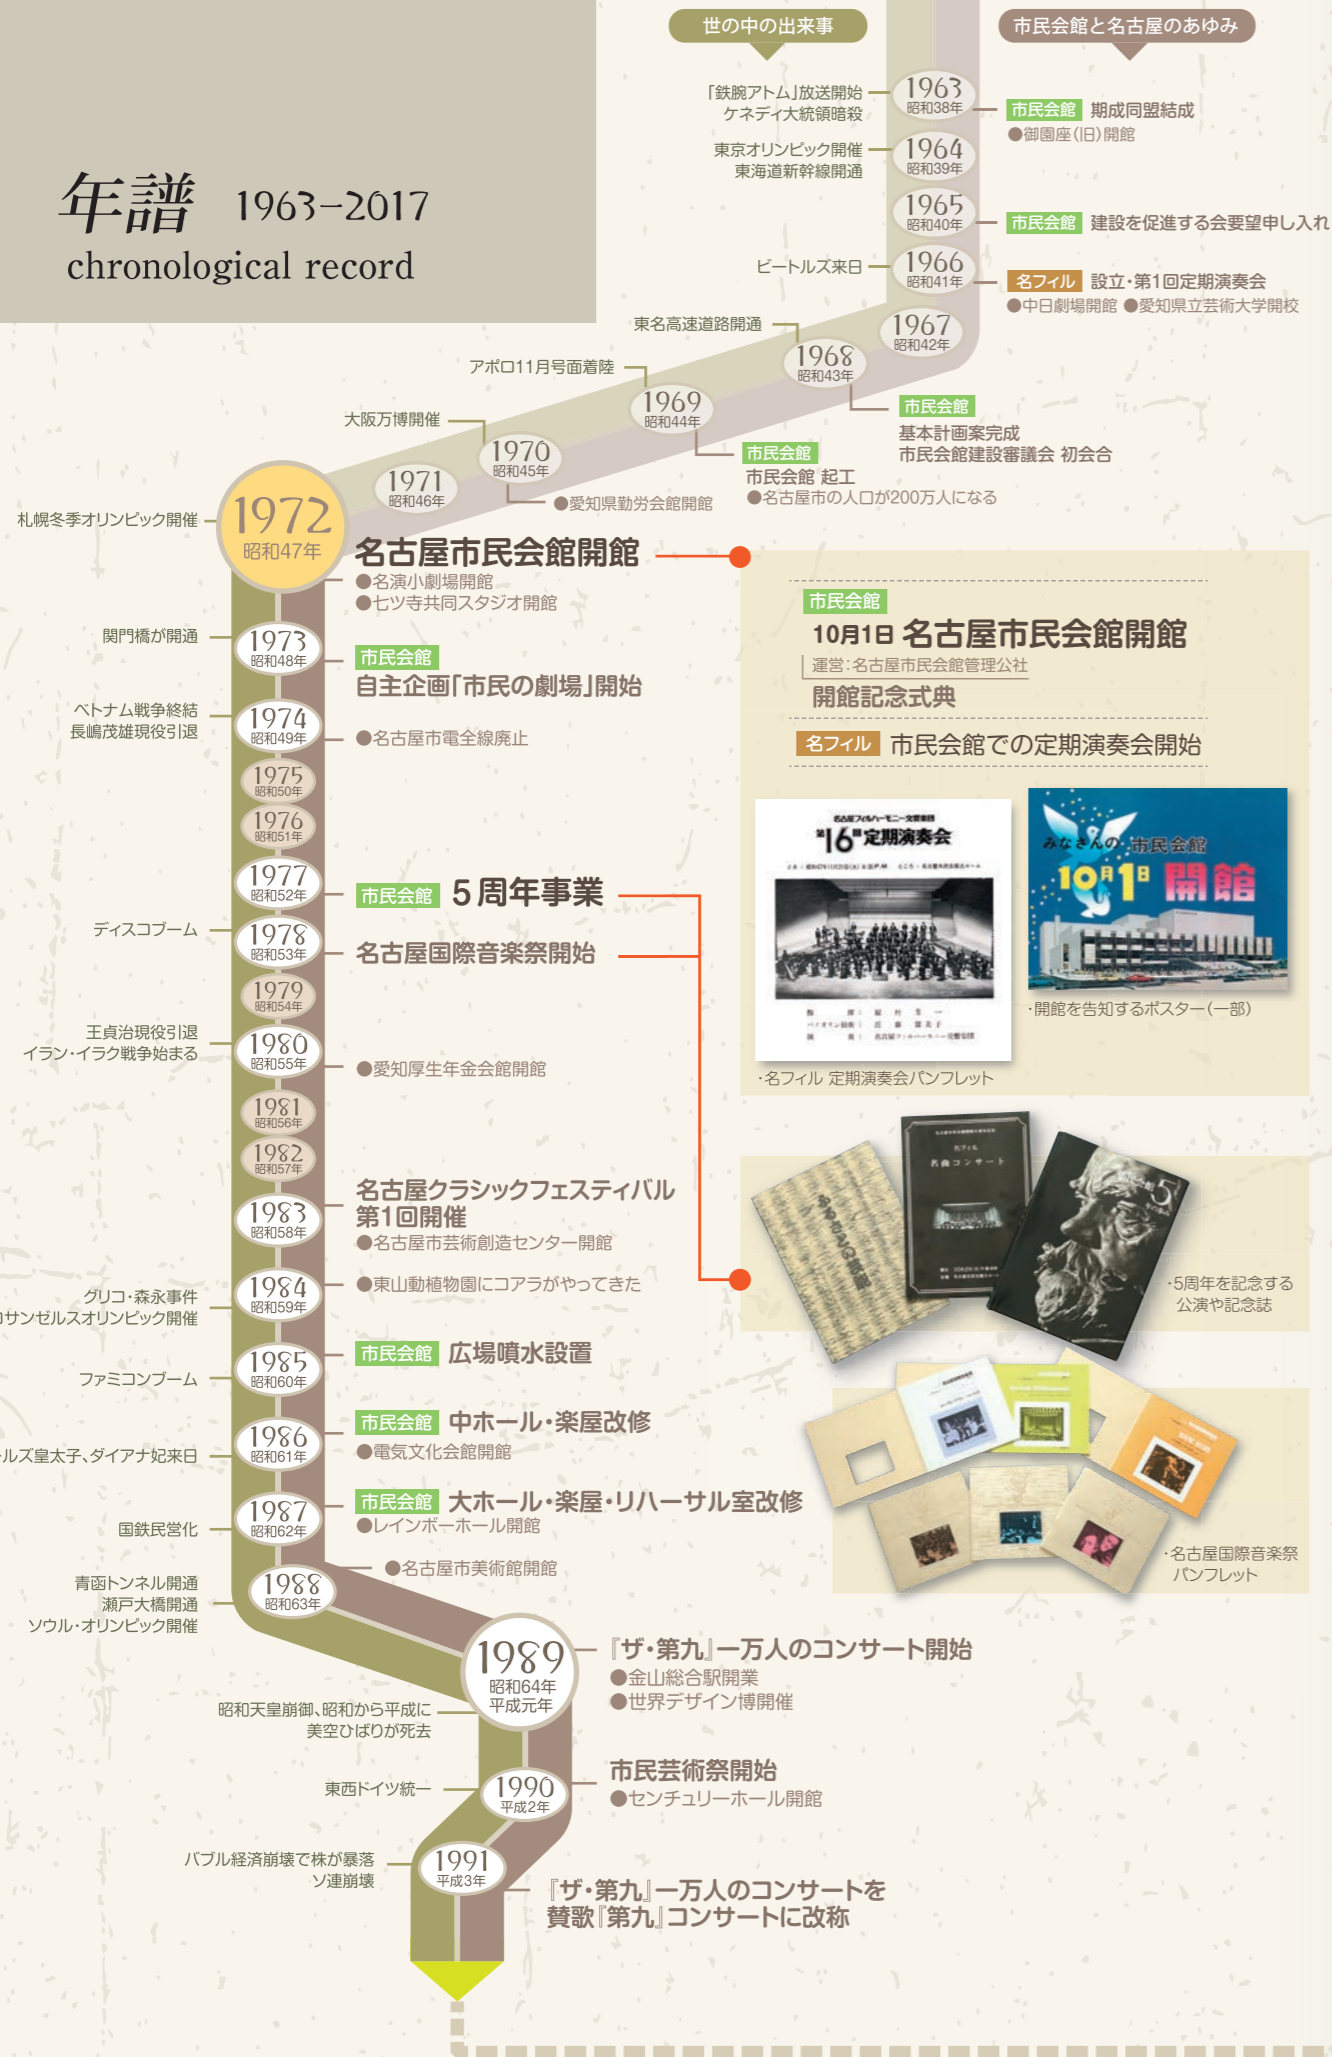 年譜 1963-2017
chronological record
世の中の出来事
市民会館と名古屋のあゆみ
「鉄腕アトム」放送開始
ケネディ大統領暗殺
1963
昭和38年
市民会館 期成同盟結成
●御園座(旧)開館
東京オリンピック開催
東海道新幹線開通
1964
昭和39年
1965
昭和40年
市民会館 建設を促進する会要望申し入れ
ビートルズ来日
1966
昭和41年
名フィル 設立・第1回定期演奏会
●中日劇場開館 ●愛知県立芸術大学開校
1967
昭和42年
東名高速道路開通
1968
昭和43年
市民会館
基本計画案完成
市民会館建設審議会 初会合
アポロ11月号面着陸
1969
昭和44年
市民会館
市民会館 起工
●名古屋市の人口が200万人になる
大阪万博開催
1970
昭和45年
●愛知県勤労会館開館
1971
昭和46年
札幌冬季オリンピック開催
1972
昭和47年
名古屋市民会館開館
●名演小劇場開館
●七ツ寺共同スタジオ開館
関門橋が開通
1973
昭和48年
市民会館
自主企画「市民の劇場」開始
ベトナム戦争終結
長嶋茂雄現役引退
1974
昭和49年
●名古屋市電全線廃止
1975
昭和50年
1976
昭和51年
1977
昭和52年
市民会館 5周年事業
ディスコブーム
1978
昭和53年
名古屋国際音楽祭開始
1979
昭和54年
王貞治現役引退
イラン・イラク戦争始まる
1980
昭和55年
●愛知厚生年金会館開館
1981
昭和56年
1982
昭和57年
1983
昭和58年
名古屋クラシックフェスティバル
第1回開催
●名古屋市芸術創造センター開館
グリコ・森永事件
サンゼルスオリンピック開催
1984
昭和59年
●東山動植物園にコアラがやってきた
ファミコンブーム
1985
昭和60年
市民会館 広場噴水設置
ールズ皇太子、ダイアナ妃来日
1986
昭和61年
市民会館 中ホール・楽屋改修
●電気文化会館開館
国鉄民営化
1987
昭和62年
市民会館 大ホール・楽屋・リハーサル室改修
●レインボーホール開館
青函トンネル開通
瀬戸大橋開通
ソウル・オリンピック開催
1988
昭和63年
●名古屋市美術館開館
1989
昭和64年
平成元年
『ザ・第九』一万人のコンサート開始
●金山総合駅開業
●世界デザイン博開催
昭和天皇崩御、昭和から平成に
美空ひばりが死去
東西ドイツ統一
1990
平成2年
市民芸術祭開始
●センチュリーホール開館
バブル経済崩壊で株が暴落
ソ連崩壊
1991
平成3年
『ザ・第九』一万人のコンサートを
賛歌『第九』コンサートに改称
市民会館
10月1日 名古屋市民会館開館
運営:名古屋市民会館管理公社
開館記念式典
名フィル 市民会館での定期演奏会開始
名古屋フィルハーモニー交響楽団
第16回定期演奏会
・名フィル 定期演奏会パンフレット
みなさんの 市民会館
10月1日 開館
・開館を告知するポスター(一部)
名フィル
名曲コンサート
5
・5周年を記念する
公演や記念誌
・名古屋国際音楽祭
パンフレット